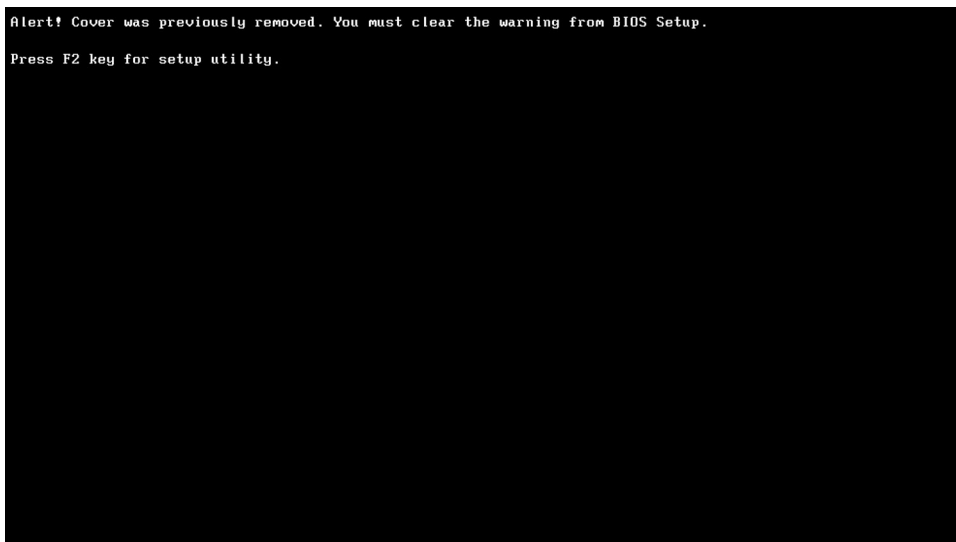 Alert! Cover was previously removed. You must clear the warning from BIOS Setup.
Press F2 key for setup utility.